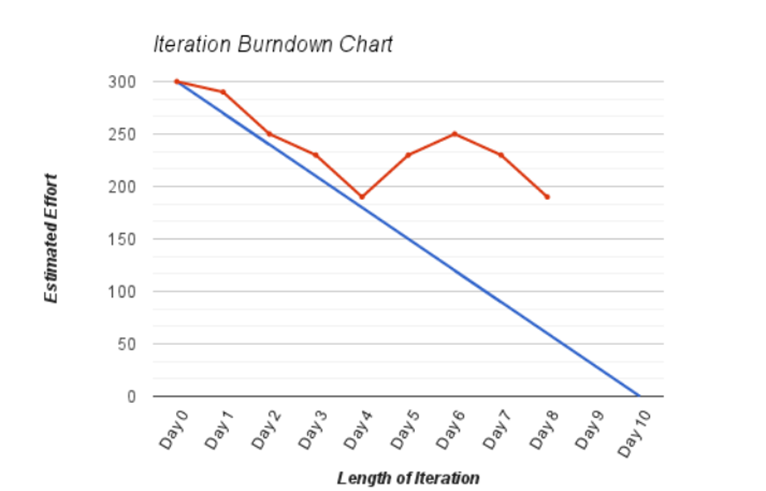 Iteration Burndown Chart
300
250
200
150
100
50
0
Estimated Effort
Day 0
Day 1
Day 2
Day 3
Day 4
Day 5
Day 6
Day 7
Day 8
Day 9
Day 10
Length of Iteration